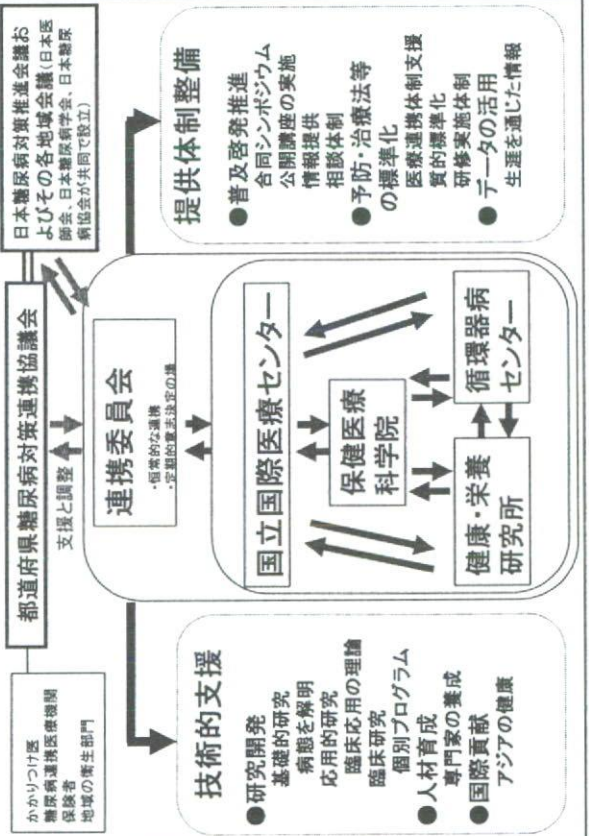 かかりつけ医
糖尿病連携医療機関
保険者
地域の衛生部門
都道府県糖尿病対策連携協議会
日本糖尿病対策推進会議お
よびその各地域会議(日本医
師会、日本糖尿病学会、日本糖尿
病協会が共同で設立)
支援と調整
連携委員会
・恒常的な連携
・定期的意志決定の場
国立国際医療センター
保健医療
科学院
健康・栄養
研究所
循環器病
センター
技術的支援
●研究開発
基礎的研究
病態を解明
応用的研究
臨床応用の理論
臨床研究
個別プログラム
●人材育成
専門家の養成
●国際貢献
アジアの健康
提供体制整備
●普及啓発推進
合同シンポジウム
公開講座の実施
情報提供
相談体制
●予防・治療法等
の標準化
医療連携体制支援
質的標準化
研修実施体制
●データの活用
生涯を通じた情報